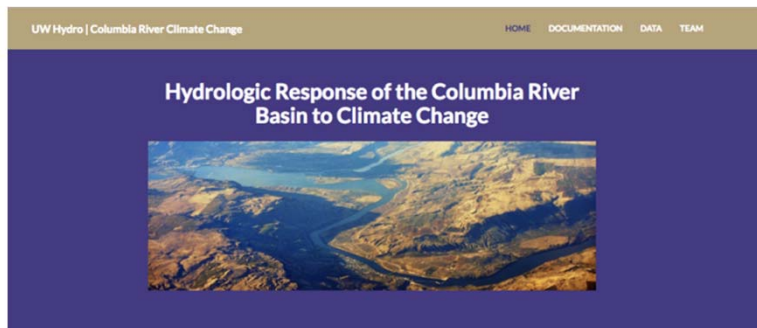 UW Hydro | Columbia River Climate Change
HOME DOCUMENTATION DATA TEAM
Hydrologic Response of the Columbia River
Basin to Climate Change